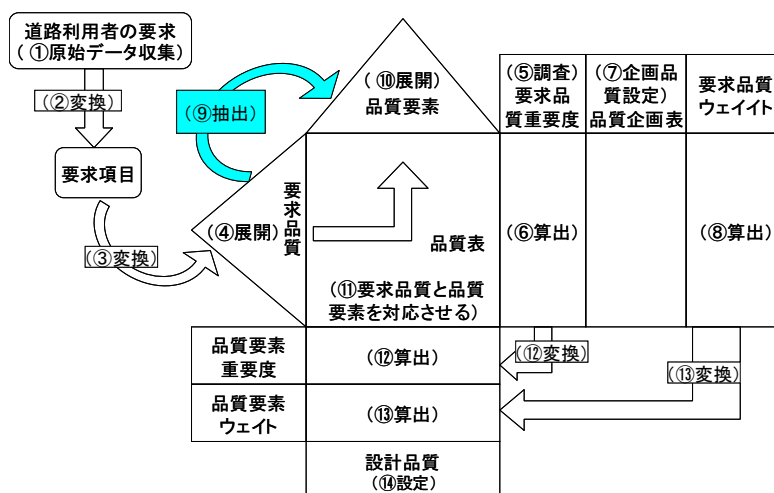 道路利用者の要求
(①原始データ収集)
(②変換)
要求項目
(③変換)
(④展開)
要求品質
(⑨抽出)
(⑩展開)
品質要素
(⑤調査)
要求品
質重要度
(⑦企画品
質設定)
品質企画表
要求品質
ウェイイト
品質表
(⑥算出)
(⑧算出)
(⑪要求品質と品質
要素を対応させる)
品質要素
重要度
(⑫算出)
(⑫変換)
(⑬変換)
品質要素
ウェイト
(⑬算出)
設計品質
(⑭設定)